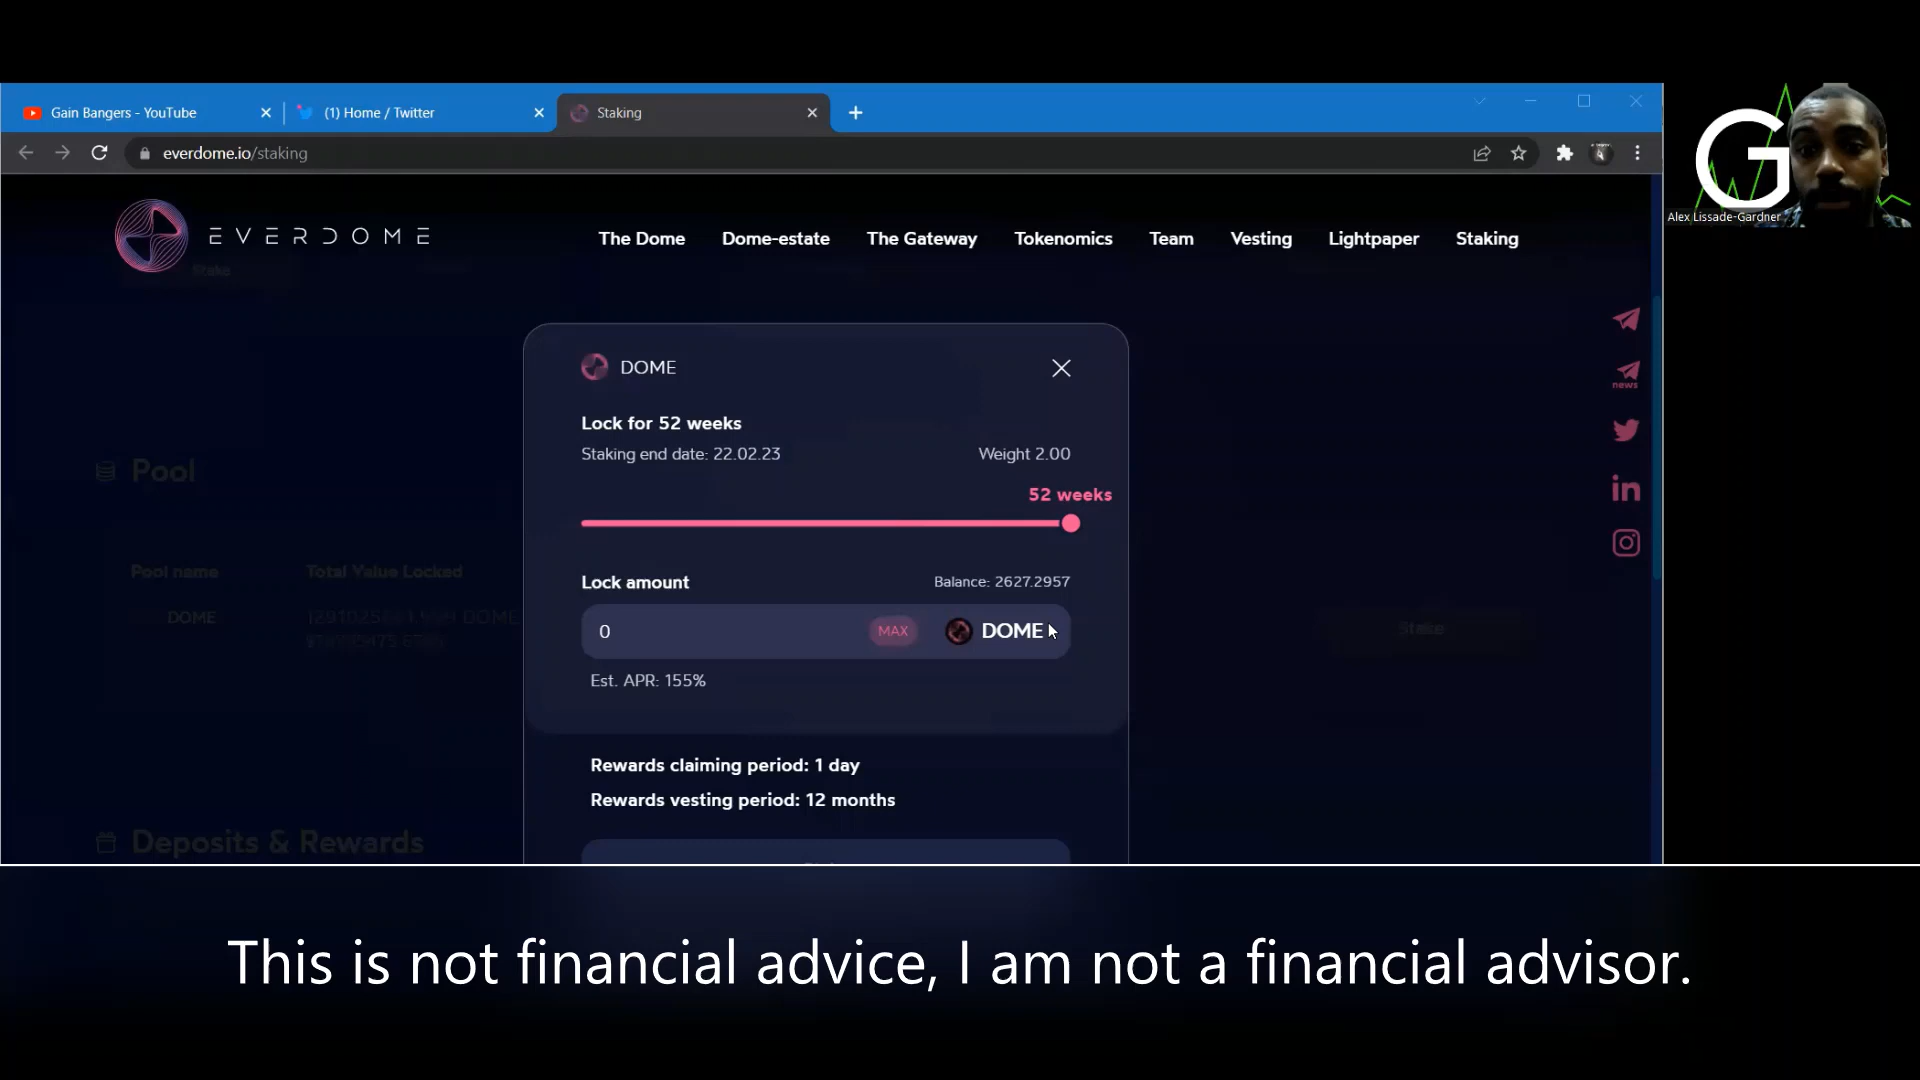 Gain Bangers - YouTube
(1) Home / Twitter
Staking
everdome.io/staking
EVERDOME
The Dome
Dome-estate
The Gateway
Tokenomics
Team
Vesting
Lightpaper
Staking
G
Alex Lissade-Gardner
Stake
news
DOME
Lock for 52 weeks
Staking end date: 22.02.23
Weight 2.00
52 weeks
Pool
Pool name
Total Value Locked
DOME
DOME
Lock amount
Balance: 2627.2957
0
MAX
DOME
Est. APR: 155%
Stake
Rewards claiming period: 1 day
Rewards vesting period: 12 months
Deposits & Rewards
This is not financial advice, I am not a financial advisor.